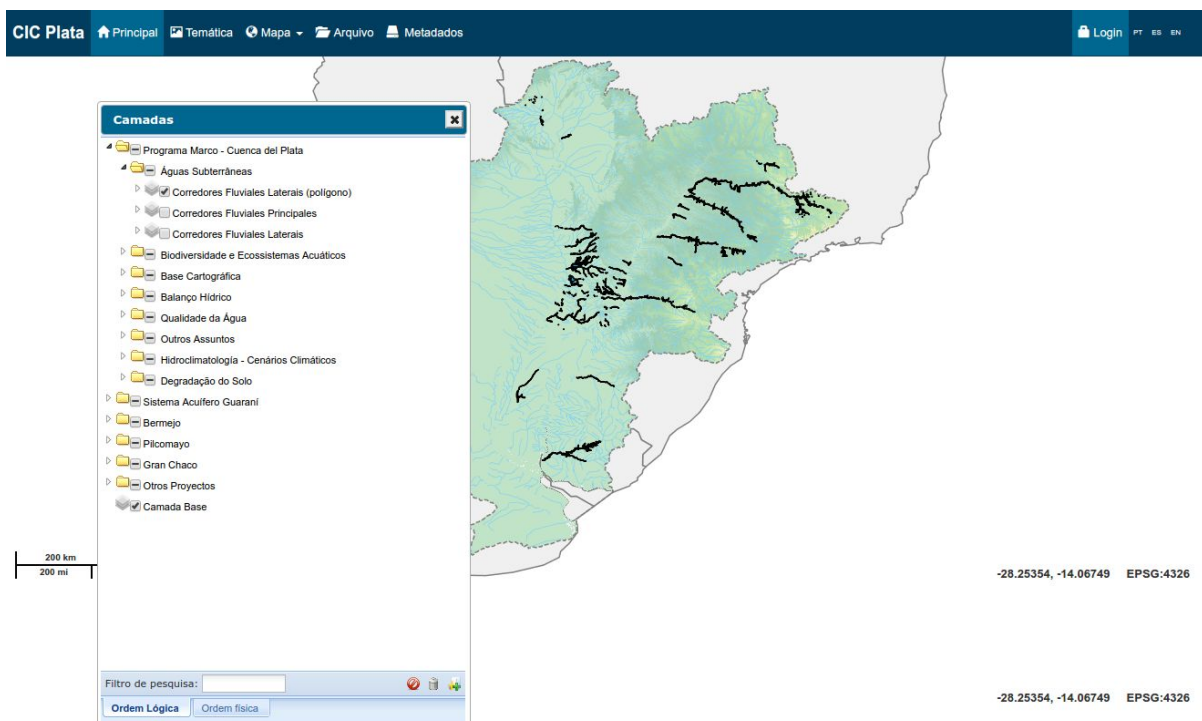 CIC Plata Principal Temática Mapa Arquivo Metadados Login PT ES EN
Camadas
Programa Marco - Cuenca del Plata
Águas Subterrâneas
Corredores Fluviales Laterais (polígono)
Corredores Fluviales Principales
Corredores Fluviales Laterais
Biodiversidade e Ecossistemas Acuáticos
Base Cartográfica
Balanço Hídrico
Qualidade da Água
Outros Assuntos
Hidroclimatología - Cenários Climáticos
Degradação do Solo
Sistema Acuífero Guaraní
Bermejo
Pilcomayo
Gran Chaco
Otros Proyectos
Camada Base
200 km
200 mi
-28.25354, -14.06749 EPSG:4326
Filtro de pesquisa:
Ordem Lógica Ordem física
-28.25354, -14.06749 EPSG:4326